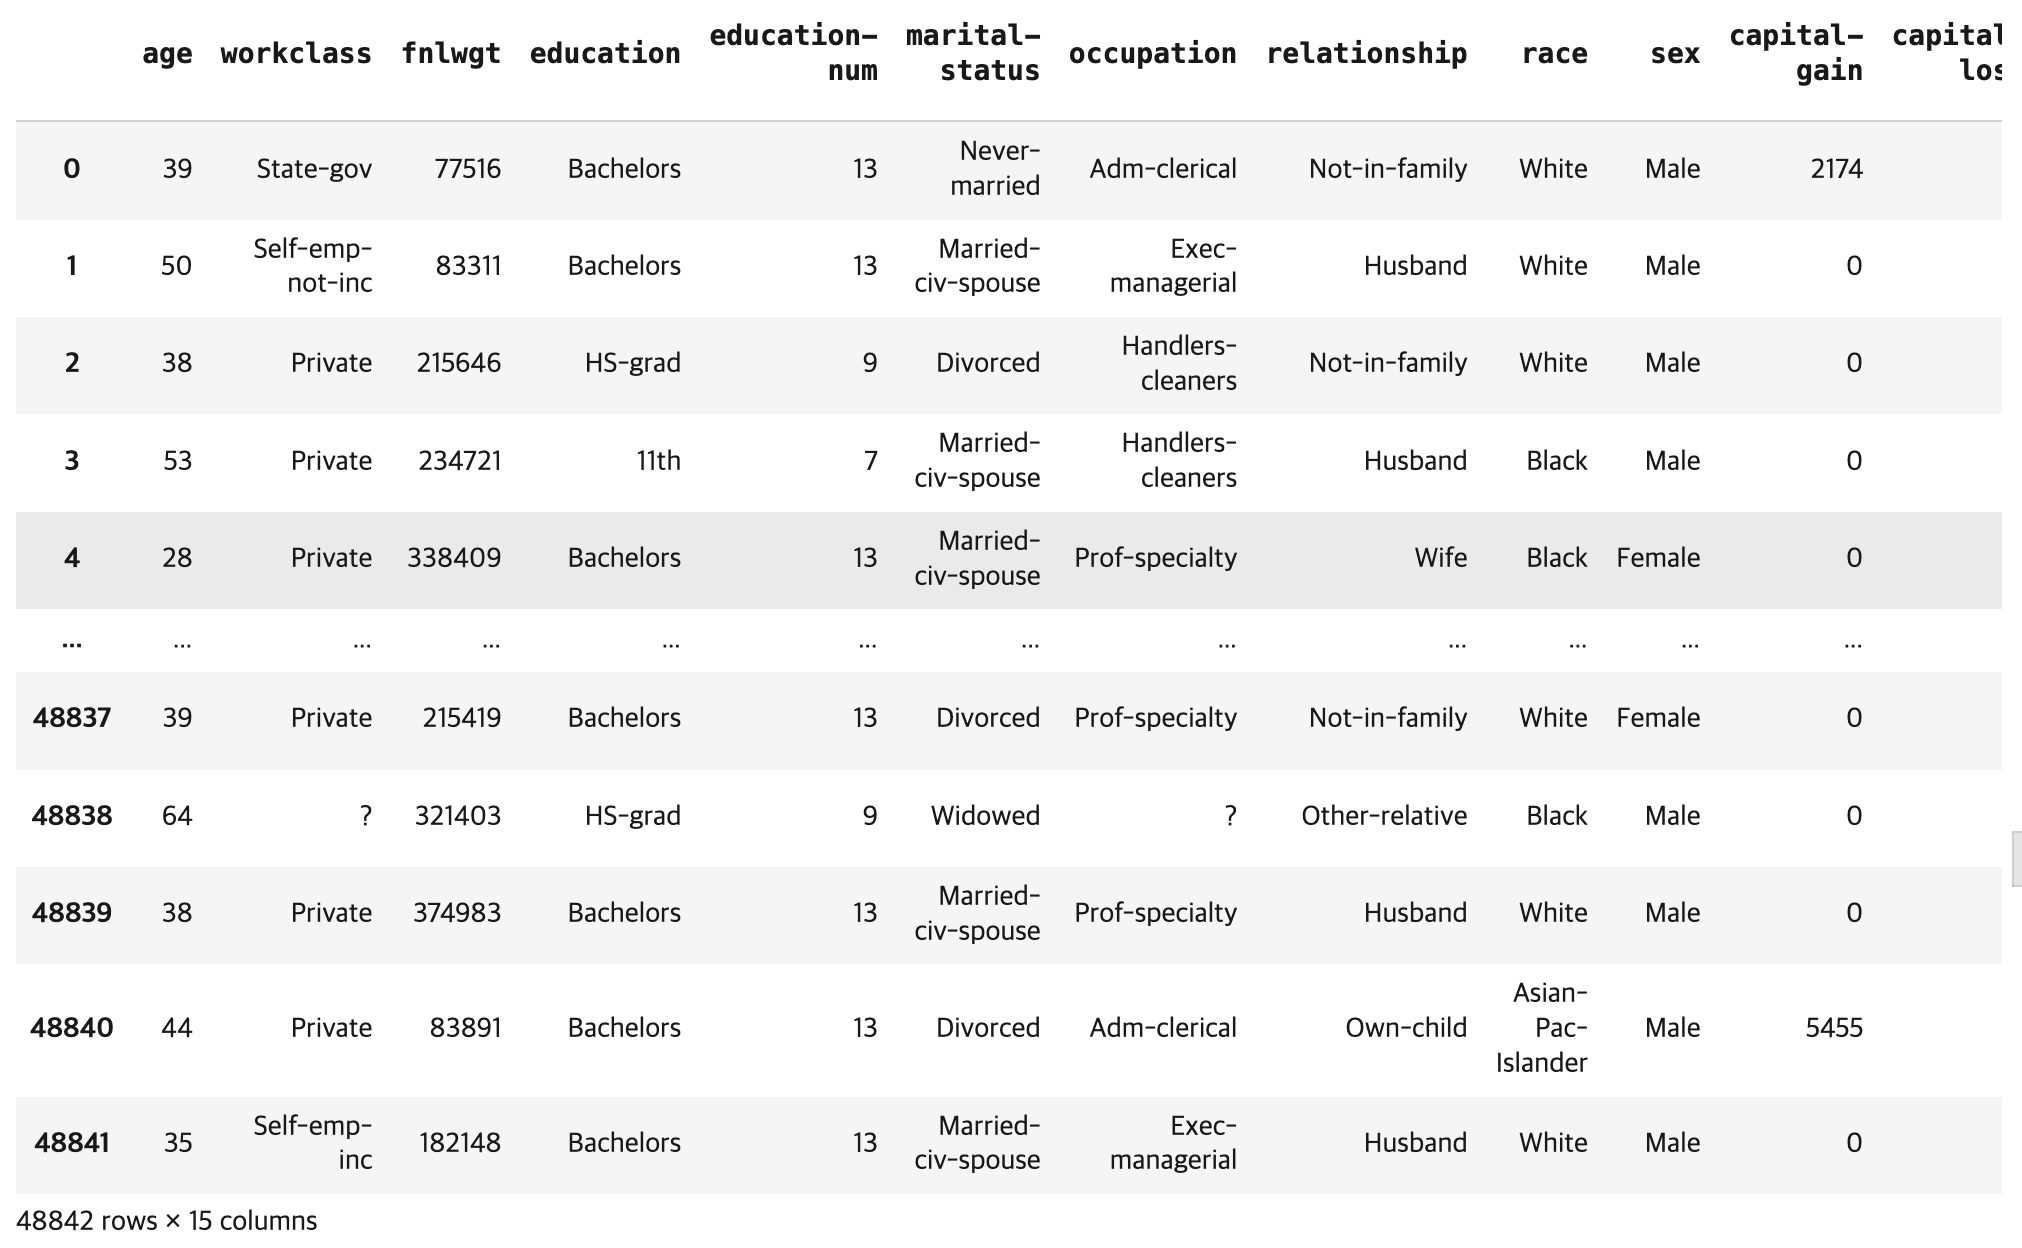 age workclass fnlwgt education education-num marital-status occupation relationship race sex capital-gain capital los
0 39 State-gov 77516 Bachelors 13 Never-married Adm-clerical Not-in-family White Male 2174
1 50 Self-emp-not-inc 83311 Bachelors 13 Married-civ-spouse Exec-managerial Husband White Male 0
2 38 Private 215646 HS-grad 9 Divorced Handlers-cleaners Not-in-family White Male 0
3 53 Private 234721 11th 7 Married-civ-spouse Handlers-cleaners Husband Black Male 0
4 28 Private 338409 Bachelors 13 Married-civ-spouse Prof-specialty Wife Black Female 0
... ... ... ... ... ... ... ... ... ... ... ...
48837 39 Private 215419 Bachelors 13 Divorced Prof-specialty Not-in-family White Female 0
48838 64 ? 321403 HS-grad 9 Widowed ? Other-relative Black Male 0
48839 38 Private 374983 Bachelors 13 Married-civ-spouse Prof-specialty Husband White Male 0
48840 44 Private 83891 Bachelors 13 Divorced Adm-clerical Own-child Asian-Pac-Islander Male 5455
48841 35 Self-emp-inc 182148 Bachelors 13 Married-civ-spouse Exec-managerial Husband White Male 0
48842 rows × 15 columns